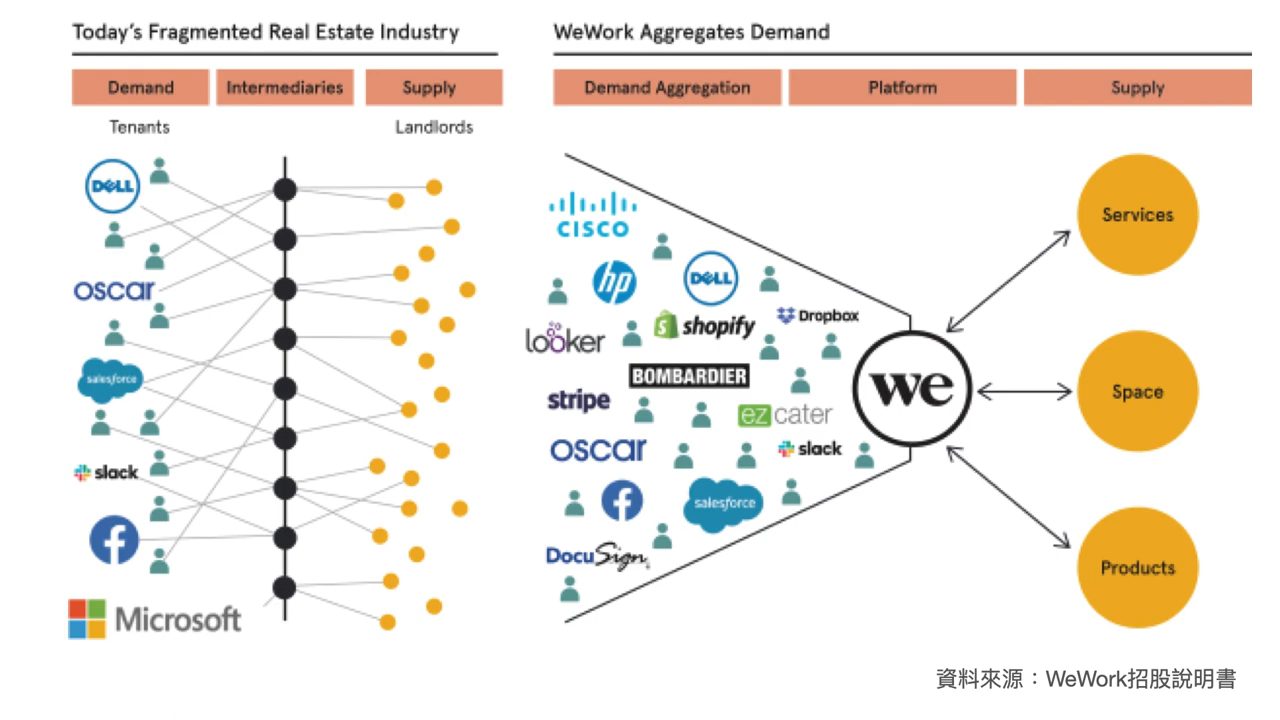 Today's Fragmented Real Estate Industry
Demand
Intermediaries
Supply
Tenants
Landlords
DELL
oscar
salesforce
slack
f
Microsoft
WeWork Aggregates Demand
Demand Aggregation
Platform
Supply
CISCO
hp
DELL
looker
shopify
Dropbox
BOMBARDIER
stripe
ez cater
oscar
slack
f
salesforce
DocuSign
we
Services
Space
Products
資料來源：WeWork招股說明書